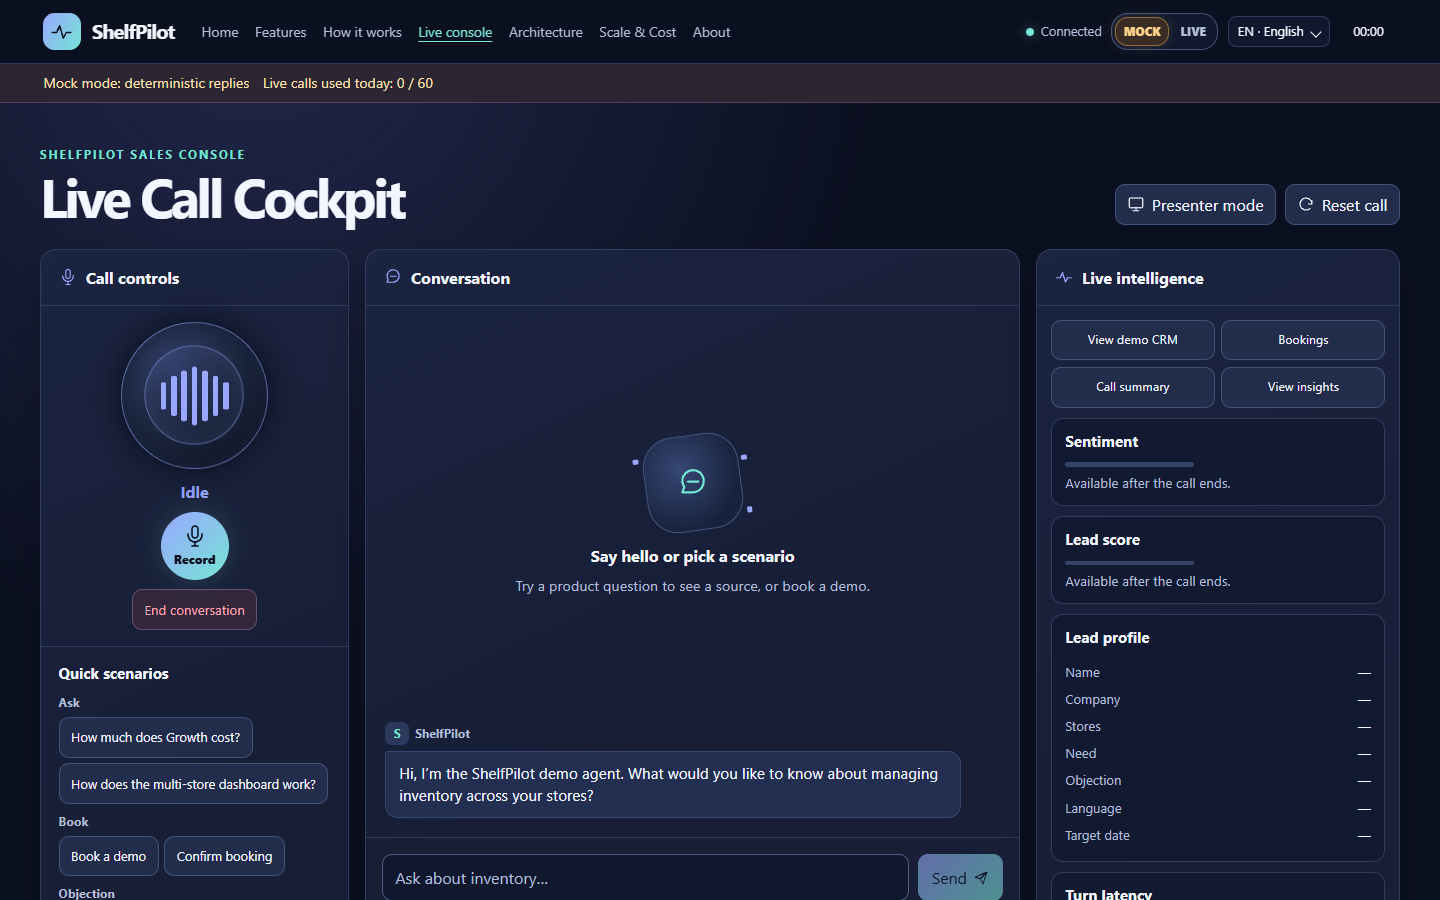 ShelfPilot
Home
Features
How it works
Live console
Architecture
Scale & Cost
About
Connected
MOCK
LIVE
EN · English
00:00
Mock mode: deterministic replies
Live calls used today: 0 / 60
SHELFPILOT SALES CONSOLE
Live Call Cockpit
Presenter mode
Reset call
Call controls
Idle
Record
End conversation
Quick scenarios
Ask
How much does Growth cost?
How does the multi-store dashboard work?
Book
Book a demo
Confirm booking
Objection
Conversation
Say hello or pick a scenario
Try a product question to see a source, or book a demo.
S
ShelfPilot
Hi, I’m the ShelfPilot demo agent. What would you like to know about managing
inventory across your stores?
Ask about inventory...
Send
Live intelligence
View demo CRM
Bookings
Call summary
View insights
Sentiment
Available after the call ends.
Lead score
Available after the call ends.
Lead profile
Name —
Company —
Stores —
Need —
Objection —
Language —
Target date —
Turn latency